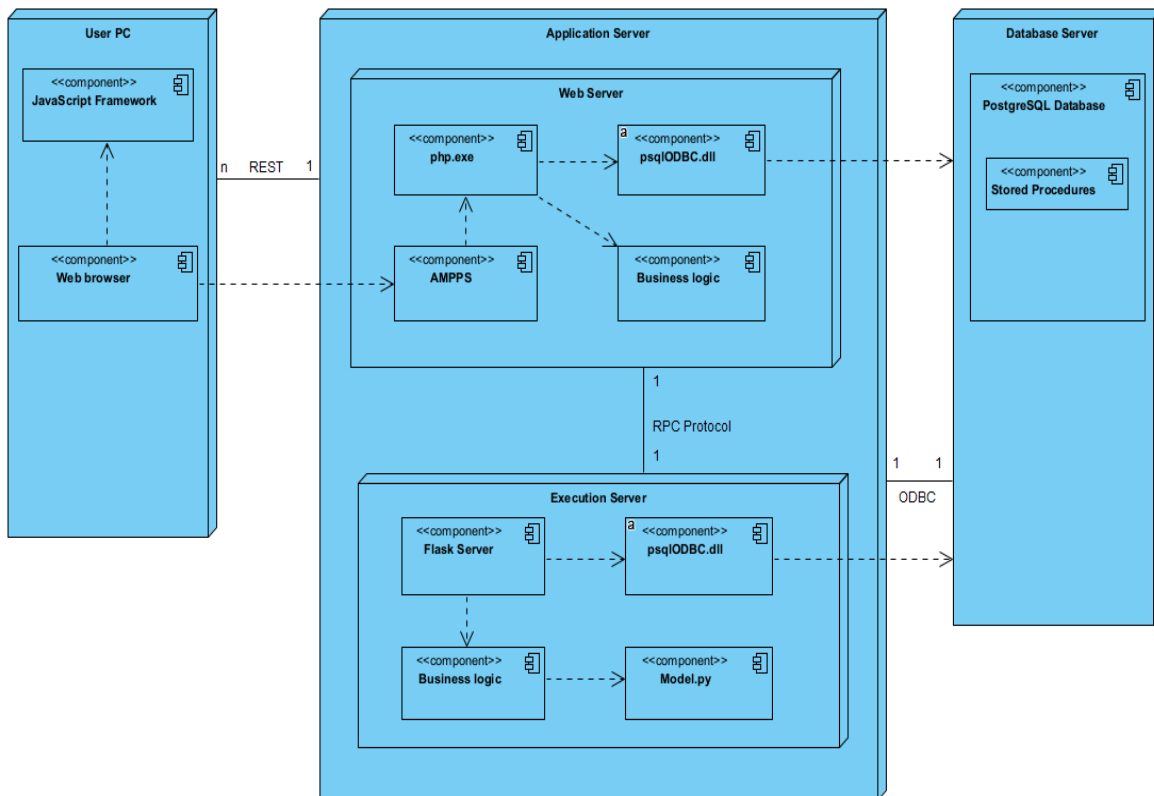 User PC
<<component>>
JavaScript Framework
<<component>>
Web browser
n REST 1
Application Server
Web Server
<<component>>
php.exe
a
<<component>>
psqlODBC.dll
<<component>>
AMPPS
<<component>>
Business logic
1
RPC Protocol
1
Execution Server
<<component>>
Flask Server
a
<<component>>
psqlODBC.dll
<<component>>
Business logic
<<component>>
Model.py
1 1
ODBC
Database Server
<<component>>
PostgreSQL Database
<<component>>
Stored Procedures